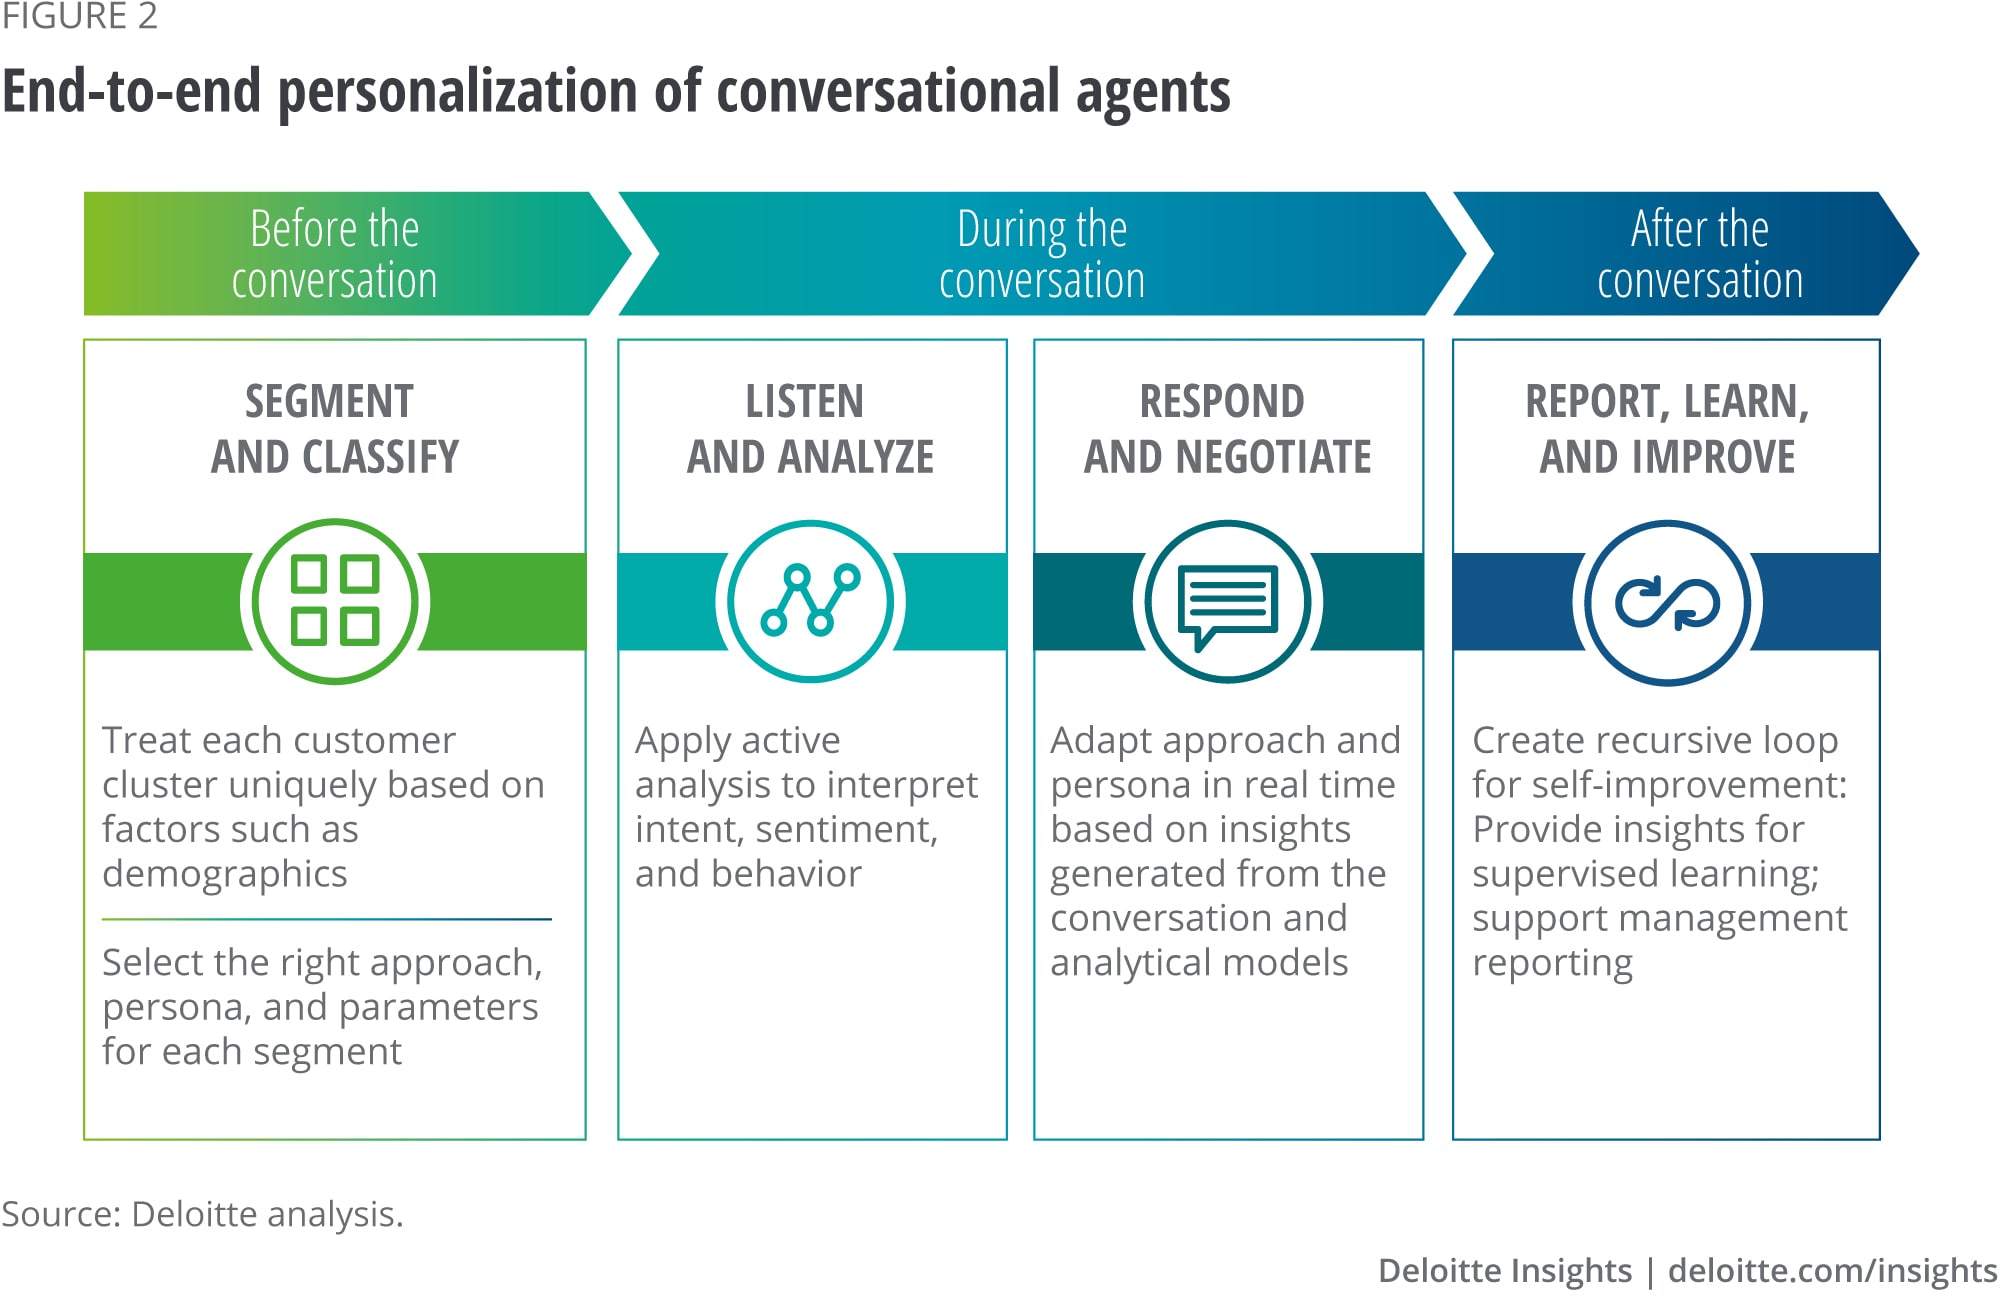 FIGURE 2
End-to-end personalization of conversational agents
Before the
conversation
During the
conversation
After the
conversation
SEGMENT
AND CLASSIFY
Treat each customer
cluster uniquely based on
factors such as
demographics
Select the right approach,
persona, and parameters
for each segment
LISTEN
AND ANALYZE
Apply active
analysis to interpret
intent, sentiment,
and behavior
RESPOND
AND NEGOTIATE
Adapt approach and
persona in real time
based on insights
generated from the
conversation and
analytical models
REPORT, LEARN,
AND IMPROVE
Create recursive loop
for self-improvement:
Provide insights for
supervised learning;
support management
reporting
Source: Deloitte analysis.
Deloitte Insights | deloitte.com/insights